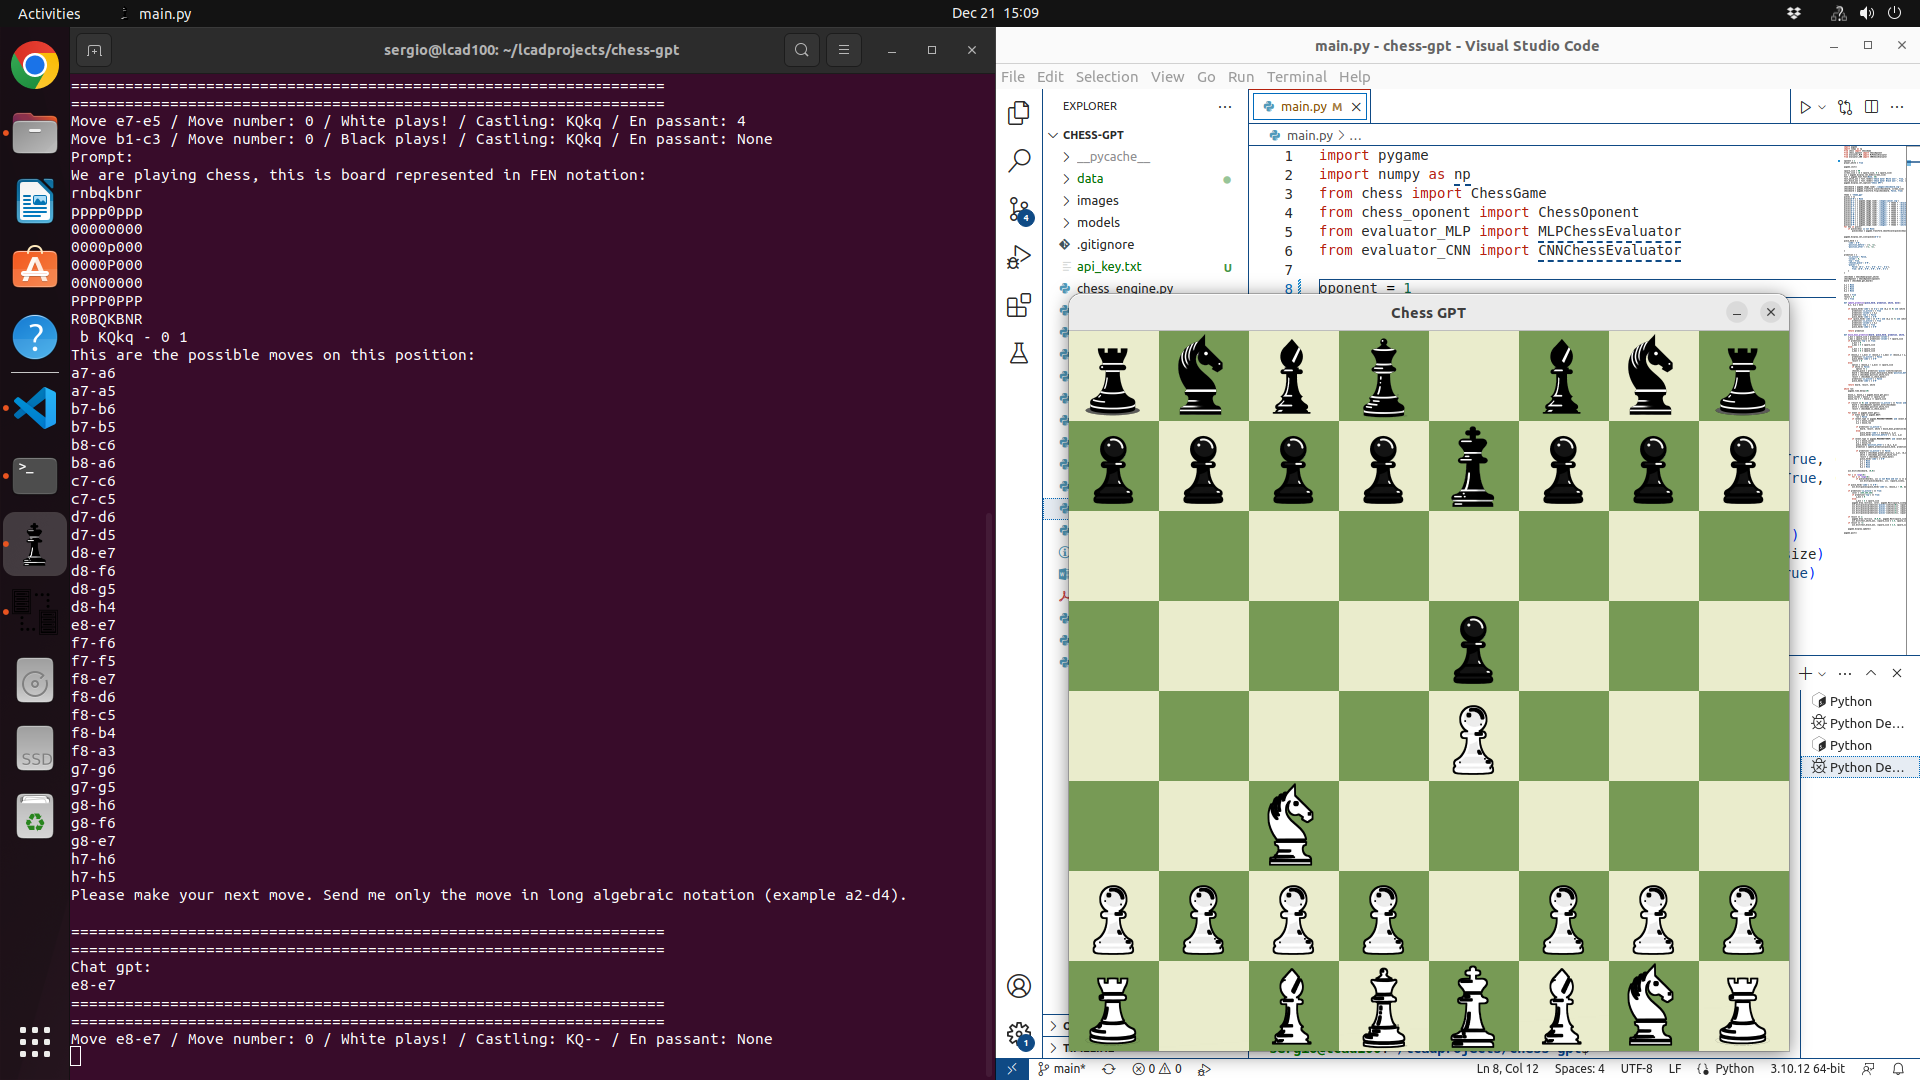 Activities
main.py
Dec 21  15:09
sergio@lcad100: ~/lcadprojects/chess-gpt
==================================================================
==================================================================
Move e7-e5 / Move number: 0 / White plays! / Castling: KQkq / En passant: 4
Move b1-c3 / Move number: 0 / Black plays! / Castling: KQkq / En passant: None
Prompt:
We are playing chess, this is board represented in FEN notation:
rnbqkbnr
pppp0ppp
00000000
0000p000
0000P000
00N00000
PPPP0PPP
R0BQKBNR
 b KQkq - 0 1
This are the possible moves on this position:
a7-a6
a7-a5
b7-b6
b7-b5
b8-c6
b8-a6
c7-c6
c7-c5
d7-d6
d7-d5
d8-e7
d8-f6
d8-g5
d8-h4
e8-e7
f7-f6
f7-f5
f8-e7
f8-d6
f8-c5
f8-b4
f8-a3
g7-g6
g7-g5
g8-h6
g8-f6
g8-e7
h7-h6
h7-h5
Please make your next move. Send me only the move in long algebraic notation (example a2-d4).
==================================================================
==================================================================
Chat gpt:
e8-e7
==================================================================
==================================================================
Move e8-e7 / Move number: 0 / White plays! / Castling: KQ-- / En passant: None
SSD
main.py - chess-gpt - Visual Studio Code
File Edit Selection View Go Run Terminal Help
EXPLORER
CHESS-GPT
__pycache__
data
images
models
.gitignore
api_key.txt U
chess_engine.py
4
1
main.py M
main.py > ...
1 import pygame
2 import numpy as np
3 from chess import ChessGame
4 from chess_oponent import ChessOponent
5 from evaluator_MLP import MLPChessEvaluator
6 from evaluator_CNN import CNNChessEvaluator
7
8 oponent = 1
rue,
rue,
)
ize)
ue)
Chess GPT
Python
Python De...
Python
Python De...
main*
0 0
Ln 8, Col 12
Spaces: 4
UTF-8
LF
Python
3.10.12 64-bit